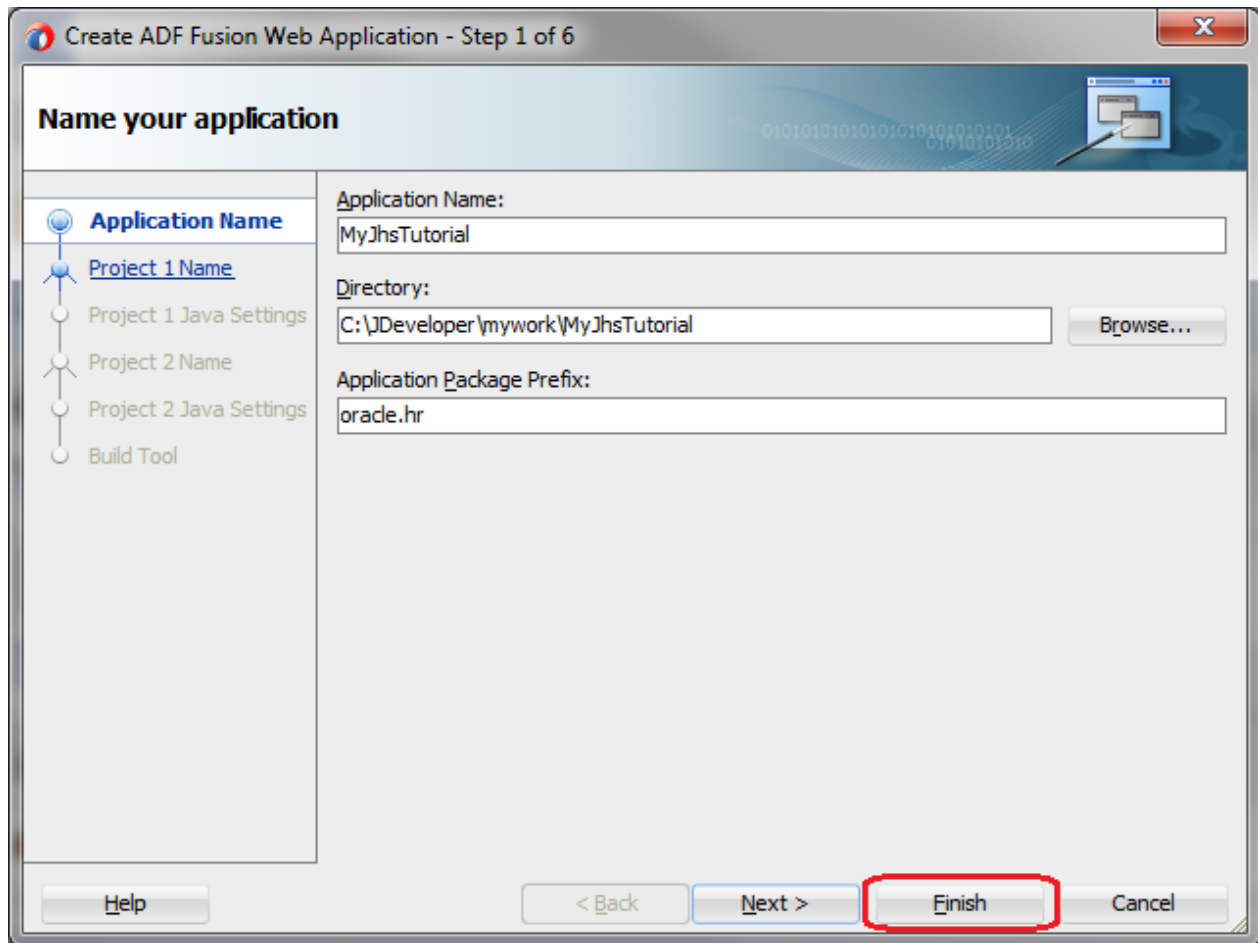 Create ADF Fusion Web Application - Step 1 of 6
Name your application
Application Name
Project 1 Name
Project 1 Java Settings
Project 2 Name
Project 2 Java Settings
Build Tool
Application Name:
MyJhsTutorial
Directory:
C:\JDeveloper\mywork\MyJhsTutorial
Browse...
Application Package Prefix:
oracle.hr
Help
< Back
Next >
Finish
Cancel